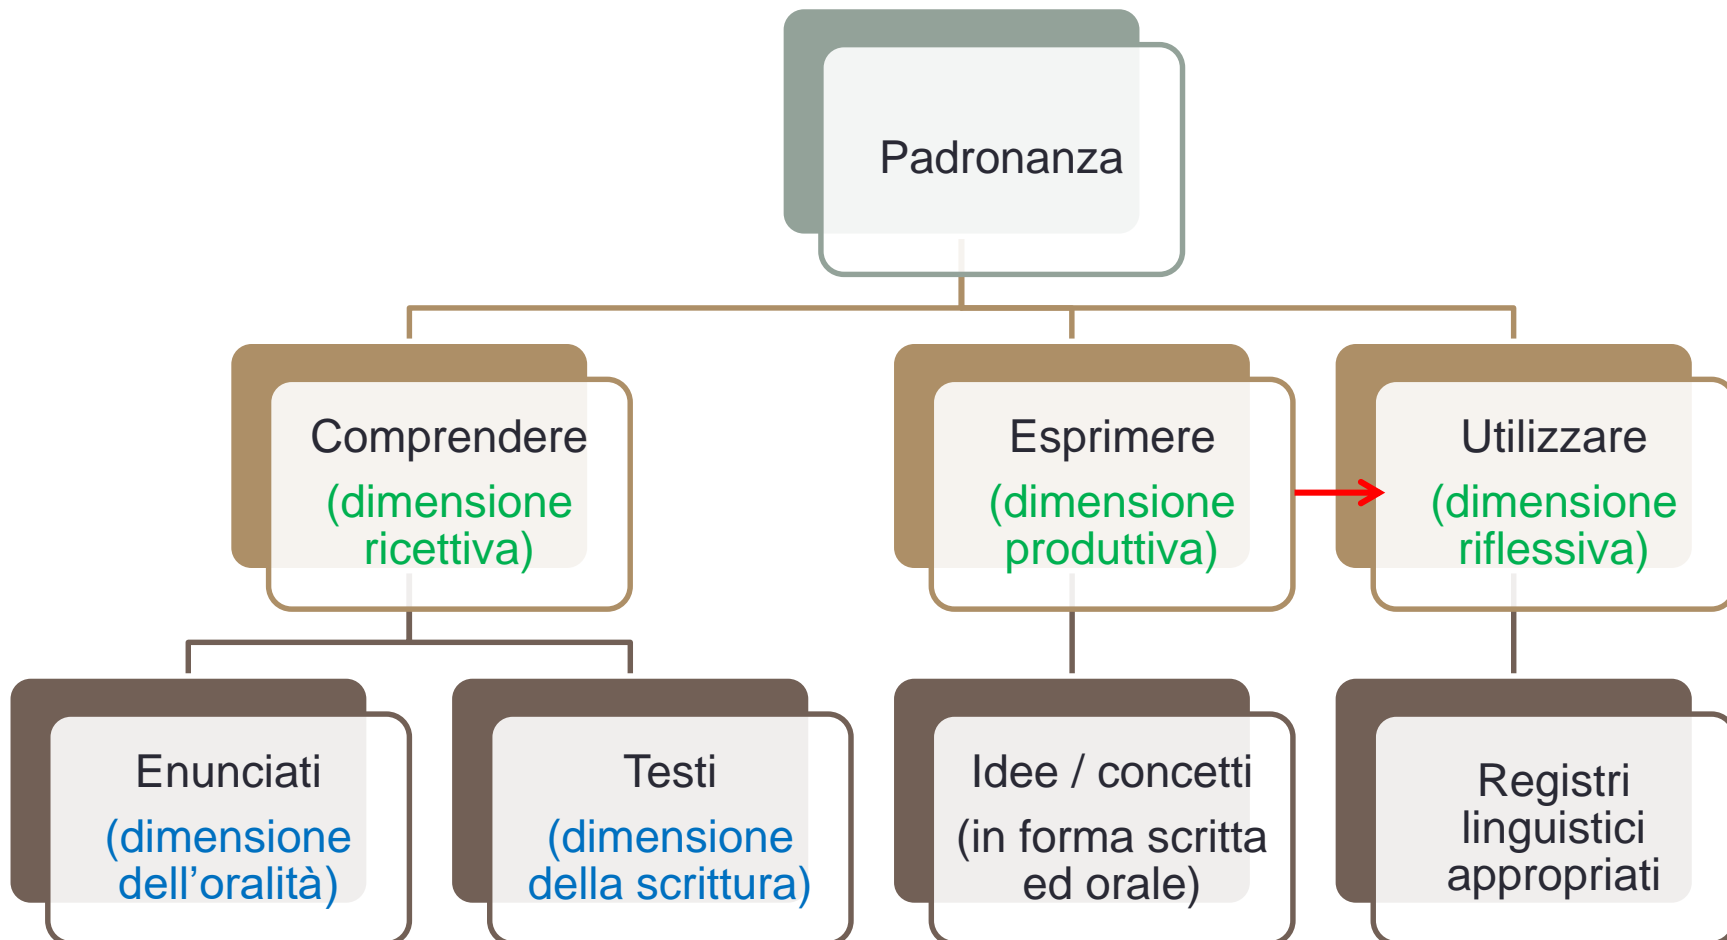 Padronanza
Comprendere
(dimensione
ricettiva)
Esprimere
(dimensione
produttiva)
Utilizzare
(dimensione
riflessiva)
Enunciati
(dimensione
dell’oralità)
Testi
(dimensione
della scrittura)
Idee / concetti
(in forma scritta
ed orale)
Registri
linguistici
appropriati